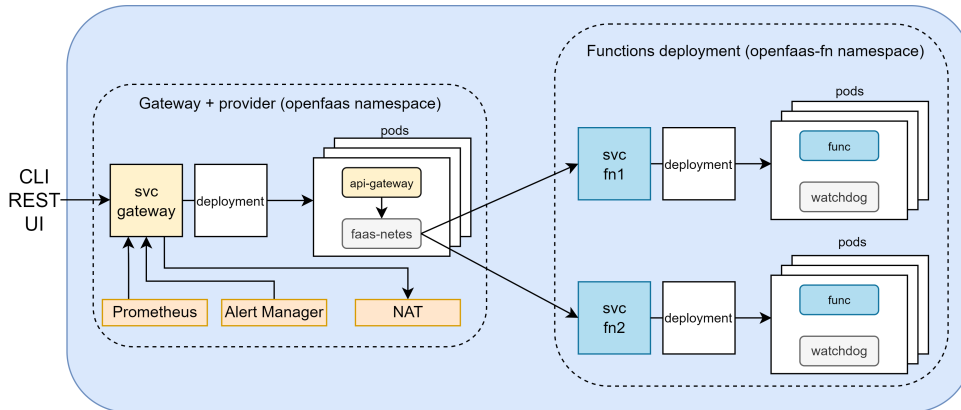 Functions deployment (openfaas-fn namespace)
Gateway + provider (openfaas namespace)
CLI
REST
UI
svc
gateway
deployment
pods
api-gateway
faas-netes
Prometheus
Alert Manager
NAT
svc
fn1
deployment
pods
func
watchdog
svc
fn2
deployment
pods
func
watchdog